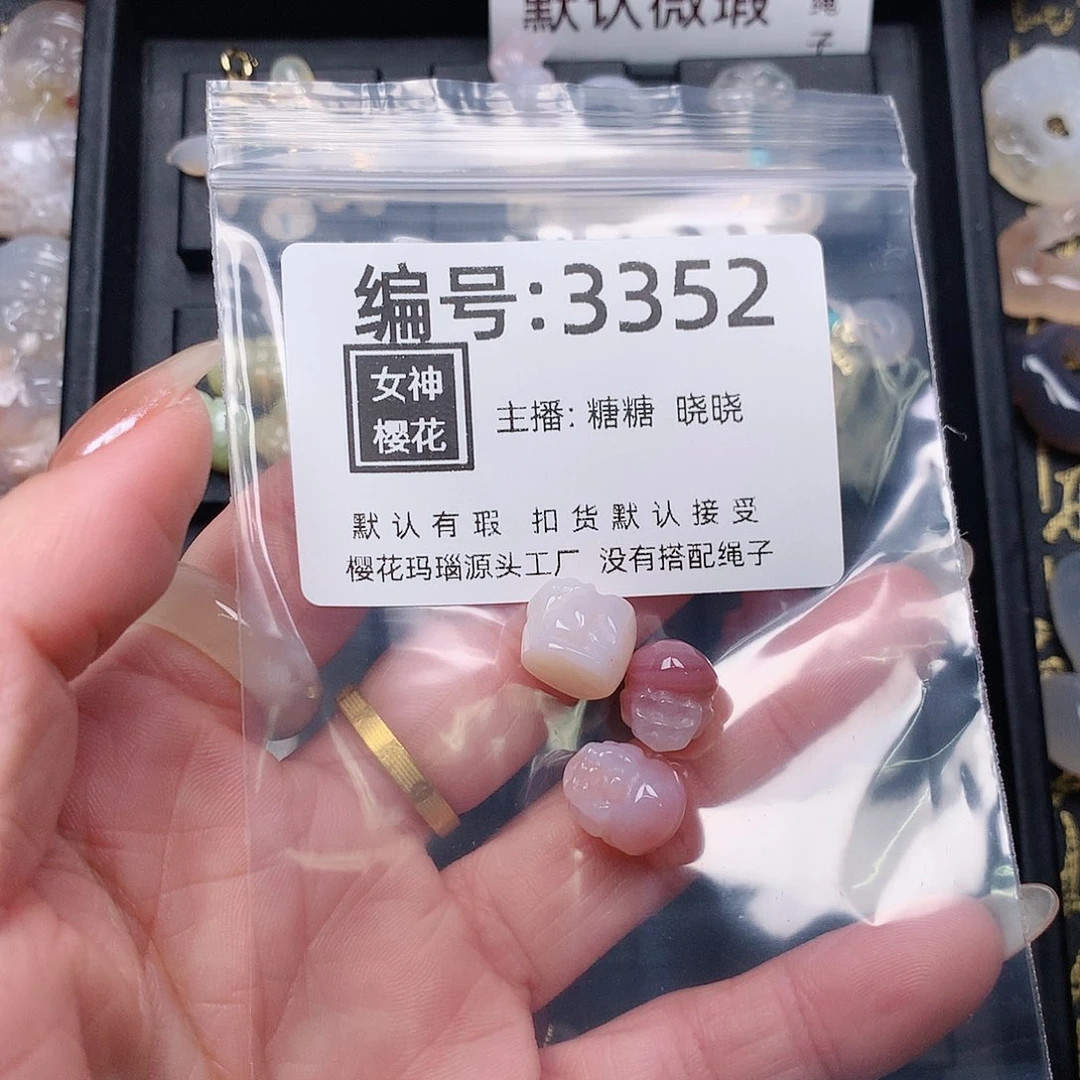 默认微瑕
绳
子
编号:3352
女神
樱花
主播: 糖糖 晓晓
默认有瑕 扣货默认接受
樱花玛瑙源头工厂 没有搭配绳子